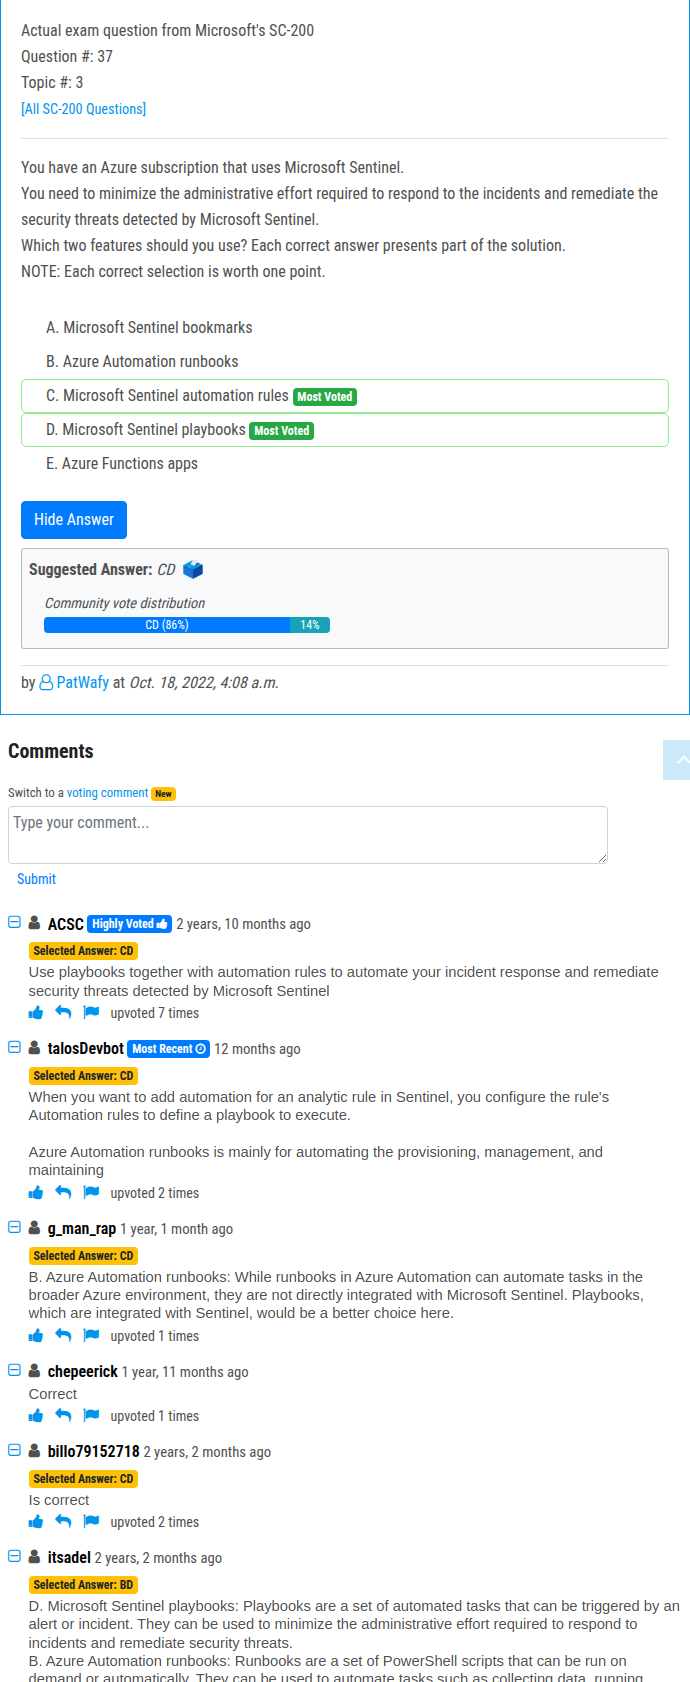 Actual exam question from Microsoft's SC-200
Question #: 37
Topic #: 3
[All SC-200 Questions]
You have an Azure subscription that uses Microsoft Sentinel.
You need to minimize the administrative effort required to respond to the incidents and remediate the
security threats detected by Microsoft Sentinel.
Which two features should you use? Each correct answer presents part of the solution.
NOTE: Each correct selection is worth one point.
A. Microsoft Sentinel bookmarks
B. Azure Automation runbooks
C. Microsoft Sentinel automation rules Most Voted
D. Microsoft Sentinel playbooks Most Voted
E. Azure Functions apps
Hide Answer
Suggested Answer: CD
Community vote distribution
CD (86%) 14%
by PatWafy at Oct. 18, 2022, 4:08 a.m.
Comments
Switch to a voting comment New
Type your comment...
Submit
ACSC Highly Voted 2 years, 10 months ago
Selected Answer: CD
Use playbooks together with automation rules to automate your incident response and remediate
security threats detected by Microsoft Sentinel
upvoted 7 times
talosDevbot Most Recent 12 months ago
Selected Answer: CD
When you want to add automation for an analytic rule in Sentinel, you configure the rule's
Automation rules to define a playbook to execute.
Azure Automation runbooks is mainly for automating the provisioning, management, and
maintaining
upvoted 2 times
g_man_rap 1 year, 1 month ago
Selected Answer: CD
B. Azure Automation runbooks: While runbooks in Azure Automation can automate tasks in the
broader Azure environment, they are not directly integrated with Microsoft Sentinel. Playbooks,
which are integrated with Sentinel, would be a better choice here.
upvoted 1 times
chepeerick 1 year, 11 months ago
Correct
upvoted 1 times
billo79152718 2 years, 2 months ago
Selected Answer: CD
Is correct
upvoted 2 times
itsadel 2 years, 2 months ago
Selected Answer: BD
D. Microsoft Sentinel playbooks: Playbooks are a set of automated tasks that can be triggered by an
alert or incident. They can be used to minimize the administrative effort required to respond to
incidents and remediate security threats.
B. Azure Automation runbooks: Runbooks are a set of PowerShell scripts that can be run on
demand or automatically. They can be used to automate tasks such as collecting data, running